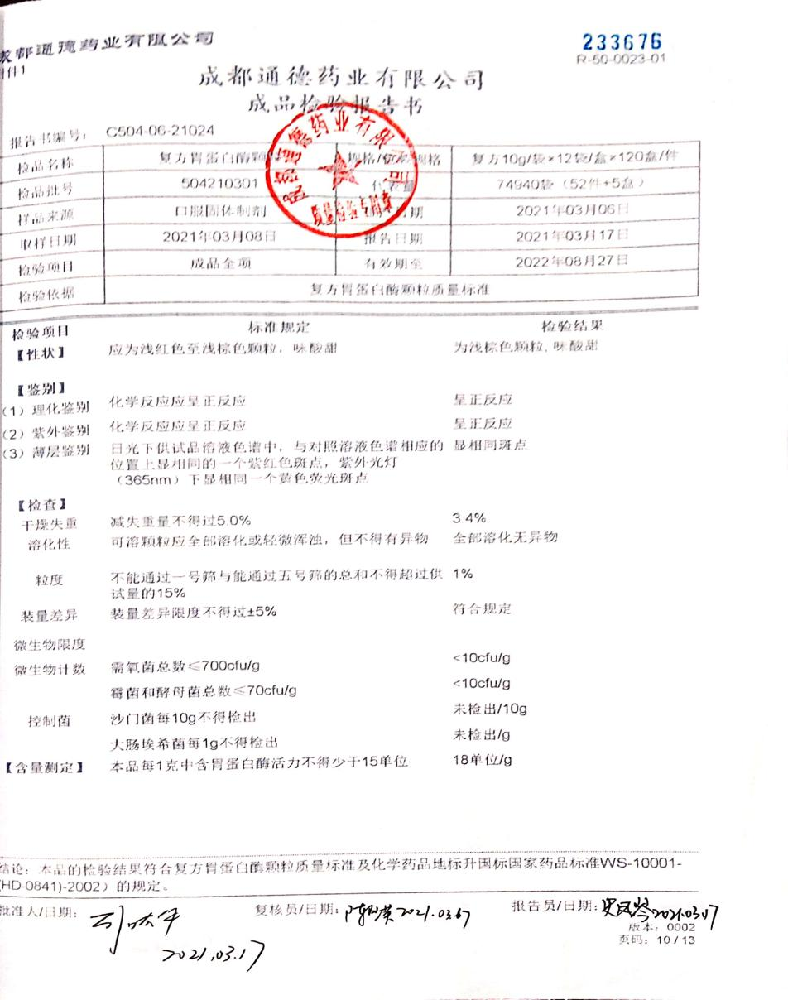 成都通德药业有限公司
附件1
233676
R-50-0023-01
成都通德药业有限公司
成品检验报告书
报告书编号： C504-06-21024
检品名称 复方胃蛋白酶颗 规格/ 规格 复方10g/袋×12袋/盒×120盒/件
检品批号 504210301 代表量 74940袋（52件+5盒）
样品来源 口服固体制剂 日期 2021年03月06日
取样日期 2021年03月08日 报告日期 2021年03月17日
检验项目 成品全项 有效期至 2022年08月27日
检验依据 复方胃蛋白酶颗粒质量标准
成都通德药业有限公司
质量检验专用章
检验项目 标准规定 检验结果
【性状】 应为浅红色至浅棕色颗粒，味酸甜 为浅棕色颗粒,味酸甜
【鉴别】
（1）理化鉴别 化学反应应呈正反应 呈正反应
（2）紫外鉴别 化学反应应呈正反应 呈正反应
（3）薄层鉴别 日光下供试品溶液色谱中，与对照溶液色谱相应的 显相同斑点
位置上显相同的一个紫红色斑点，紫外光灯
（365nm）下显相同一个黄色荧光斑点
【检查】
干燥失重 减失重量不得过5.0% 3.4%
溶化性 可溶颗粒应全部溶化或轻微浑浊，但不得有异物 全部溶化无异物
粒度 不能通过一号筛与能通过五号筛的总和不得超过供 1%
试量的15%
装量差异 装量差异限度不得过±5% 符合规定
微生物限度
微生物计数 需氧菌总数≤700cfu/g <10cfu/g
霉菌和酵母菌总数≤70cfu/g <10cfu/g
控制菌 沙门菌每10g不得检出 未检出/10g
大肠埃希菌每1g不得检出 未检出/g
【含量测定】 本品每1克中含胃蛋白酶活力不得少于15单位 18单位/g
结论：本品的检验结果符合复方胃蛋白酶颗粒质量标准及化学药品地标升国标国家药品标准WS-10001-
(HD-0841)-2002）的规定。
批准人/日期： 复核员/日期： 2021.03.17 报告员/日期： 2021.03.17
2021.03.17
版本：0002
页码：10 / 13